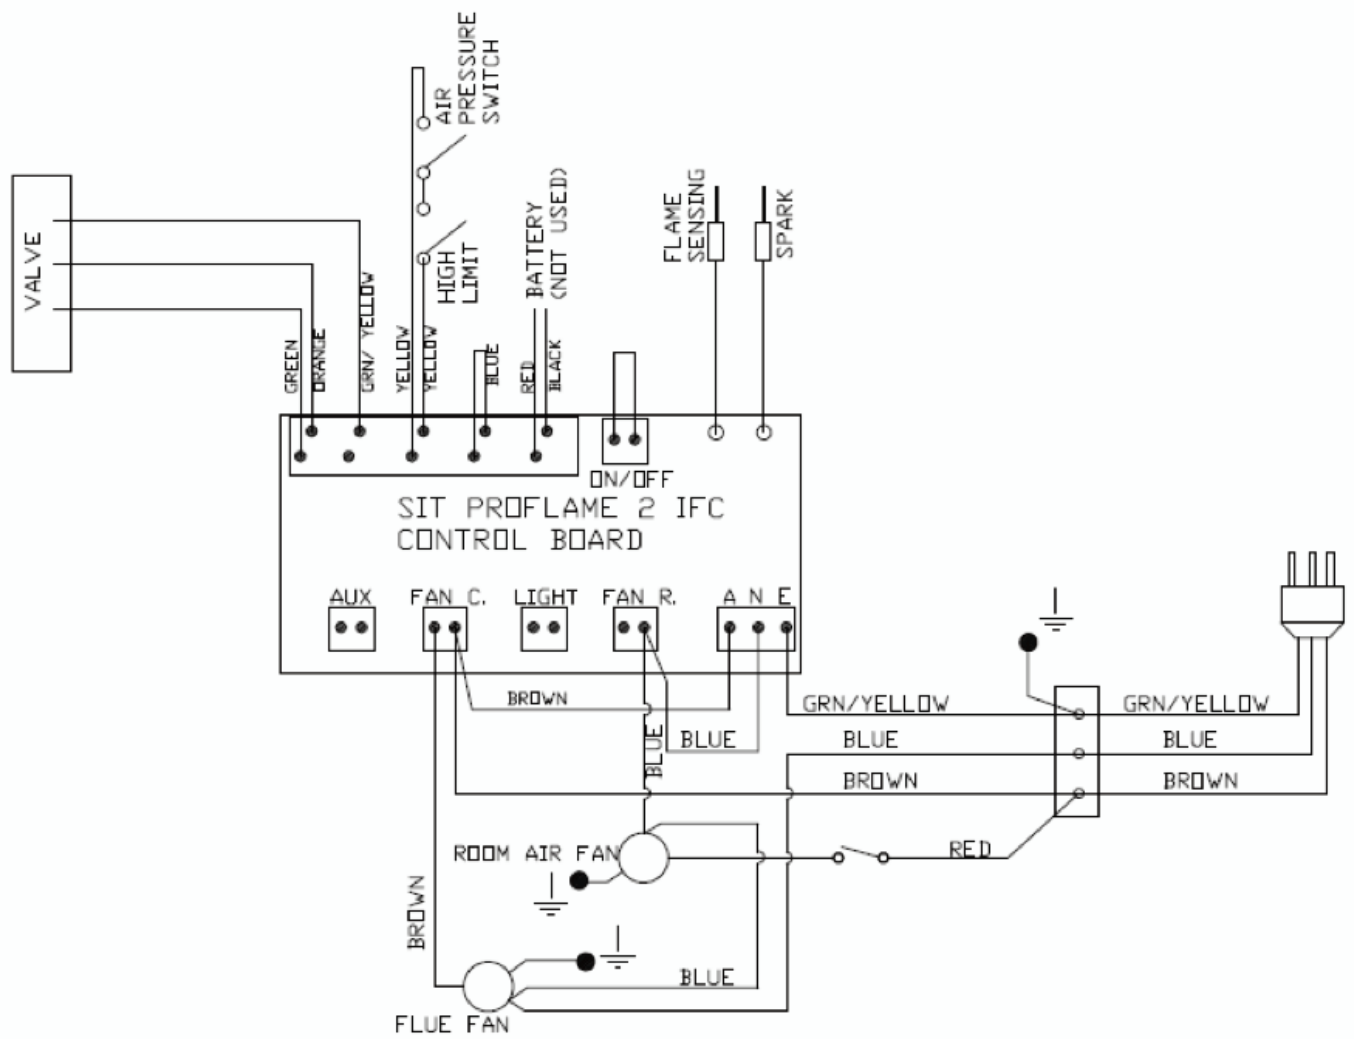 AIR
PRESSURE
SWITCH
VALVE
HIGH
LIMIT
BATTERY
(NOT USED)
FLAME
SENSING
SPARK
GREEN
ORANGE
GRN/ YELLOW
YELLOW
YELLOW
BLUE
RED
BLACK
ON/OFF
SIT PROFLAME 2 IFC
CONTROL BOARD
AUX
FAN C.
LIGHT
FAN R.
A N E
BROWN
GRN/YELLOW
GRN/YELLOW
BLUE
BLUE
BLUE
BLUE
BROWN
BROWN
ROOM AIR FAN
RED
BROWN
BLUE
FLUE FAN